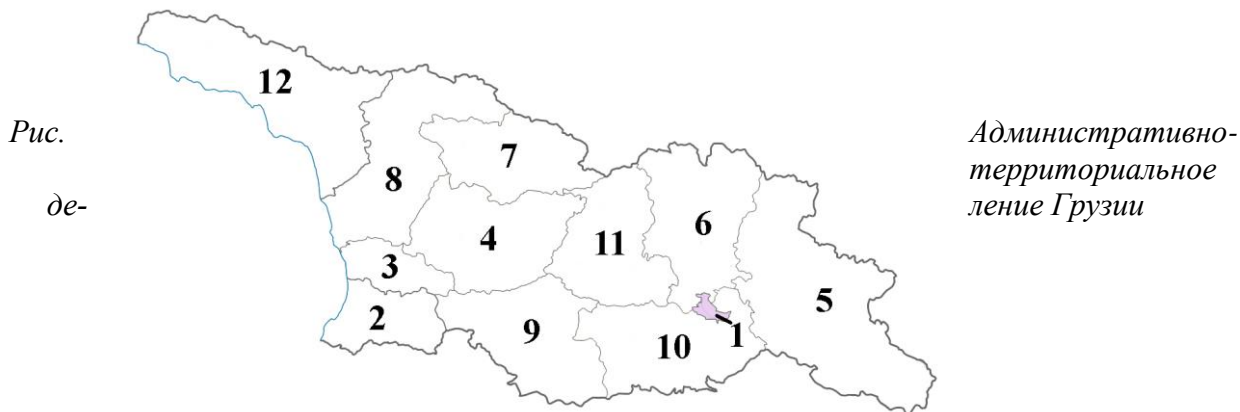 12
Рис.
Административно-
7
территориальное
8
де-
ление Грузии
6
4
11
3
5
2
9
1
10